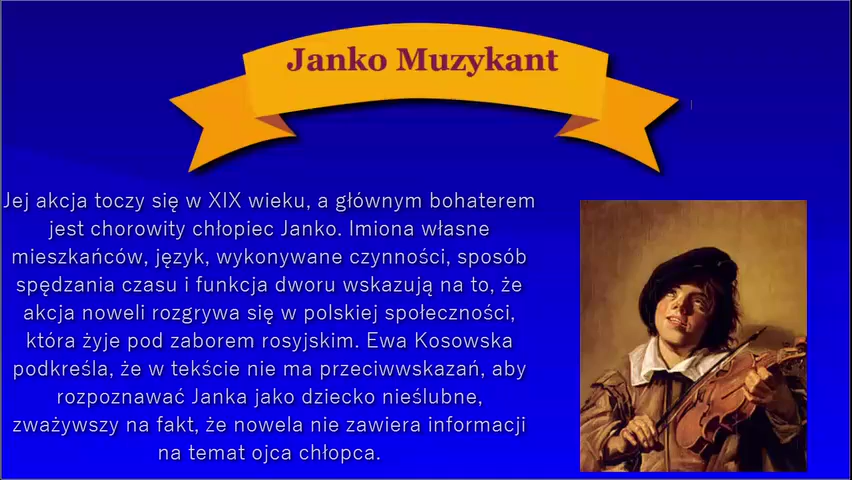 Janko Muzykant
Jej akcja toczy się w XIX wieku, a głównym bohaterem
jest chorowity chłopiec Janko. Imiona własne
mieszkańców, język, wykonywane czynności, sposób
spędzania czasu i funkcja dworu wskazują na to, że
akcja noweli rozgrywa się w polskiej społeczności,
która żyje pod zaborem rosyjskim. Ewa Kosowska
podkreśla, że w tekście nie ma przeciwwskazań, aby
rozpoznawać Janka jako dziecko nieślubne,
zważywszy na fakt, że nowela nie zawiera informacji
na temat ojca chłopca.